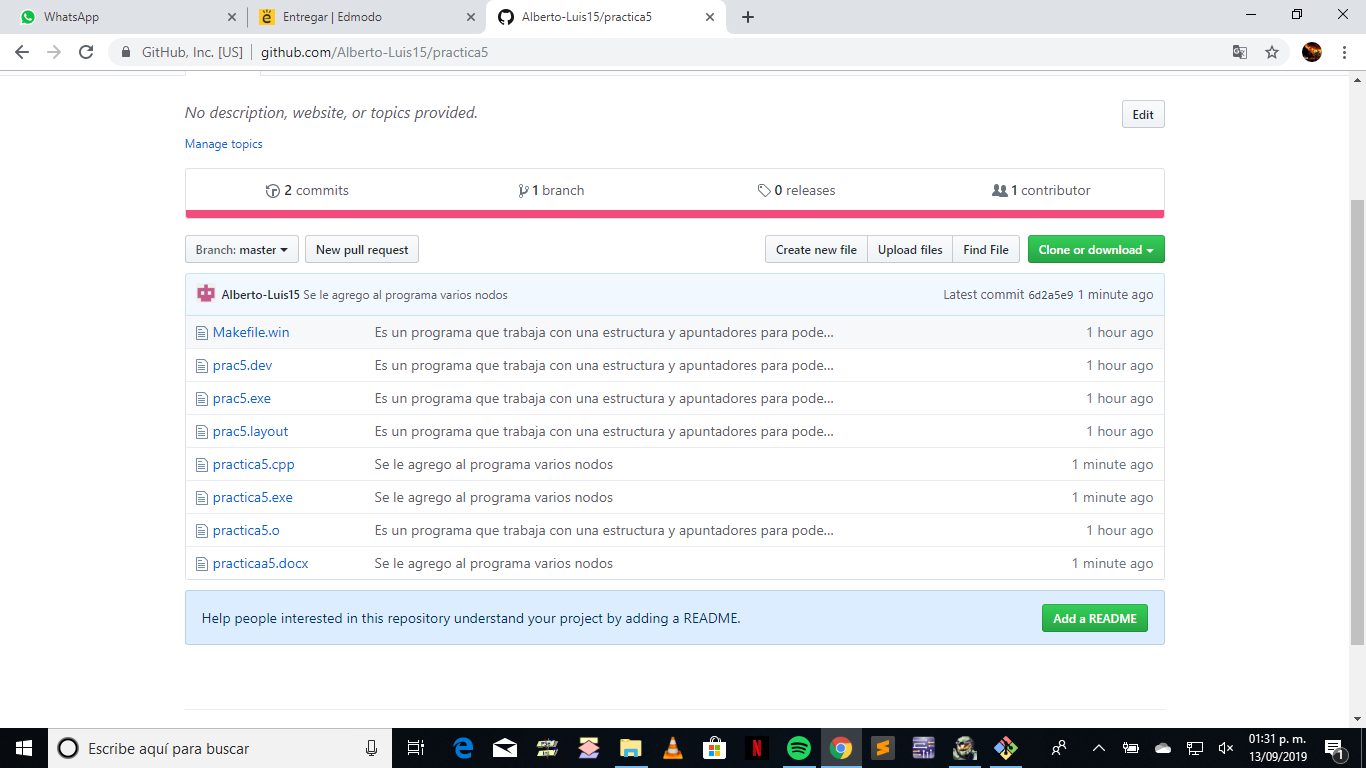 WhatsApp
Entregar | Edmodo
Alberto-Luis15/practica5
GitHub, Inc. [US] | github.com/Alberto-Luis15/practica5
No description, website, or topics provided.
Edit
Manage topics
2 commits
1 branch
0 releases
1 contributor
Branch: master
New pull request
Create new file
Upload files
Find File
Clone or download
Alberto-Luis15 Se le agrego al programa varios nodos
Latest commit 6d2a5e9 1 minute ago
Makefile.win Es un programa que trabaja con una estructura y apuntadores para pode... 1 hour ago
prac5.dev Es un programa que trabaja con una estructura y apuntadores para pode... 1 hour ago
prac5.exe Es un programa que trabaja con una estructura y apuntadores para pode... 1 hour ago
prac5.layout Es un programa que trabaja con una estructura y apuntadores para pode... 1 hour ago
practica5.cpp Se le agrego al programa varios nodos 1 minute ago
practica5.exe Se le agrego al programa varios nodos 1 minute ago
practica5.o Es un programa que trabaja con una estructura y apuntadores para pode... 1 hour ago
practicaa5.docx Se le agrego al programa varios nodos 1 minute ago
Help people interested in this repository understand your project by adding a README.
Add a README
Escribe aquí para buscar
01:31 p. m.
13/09/2019
1